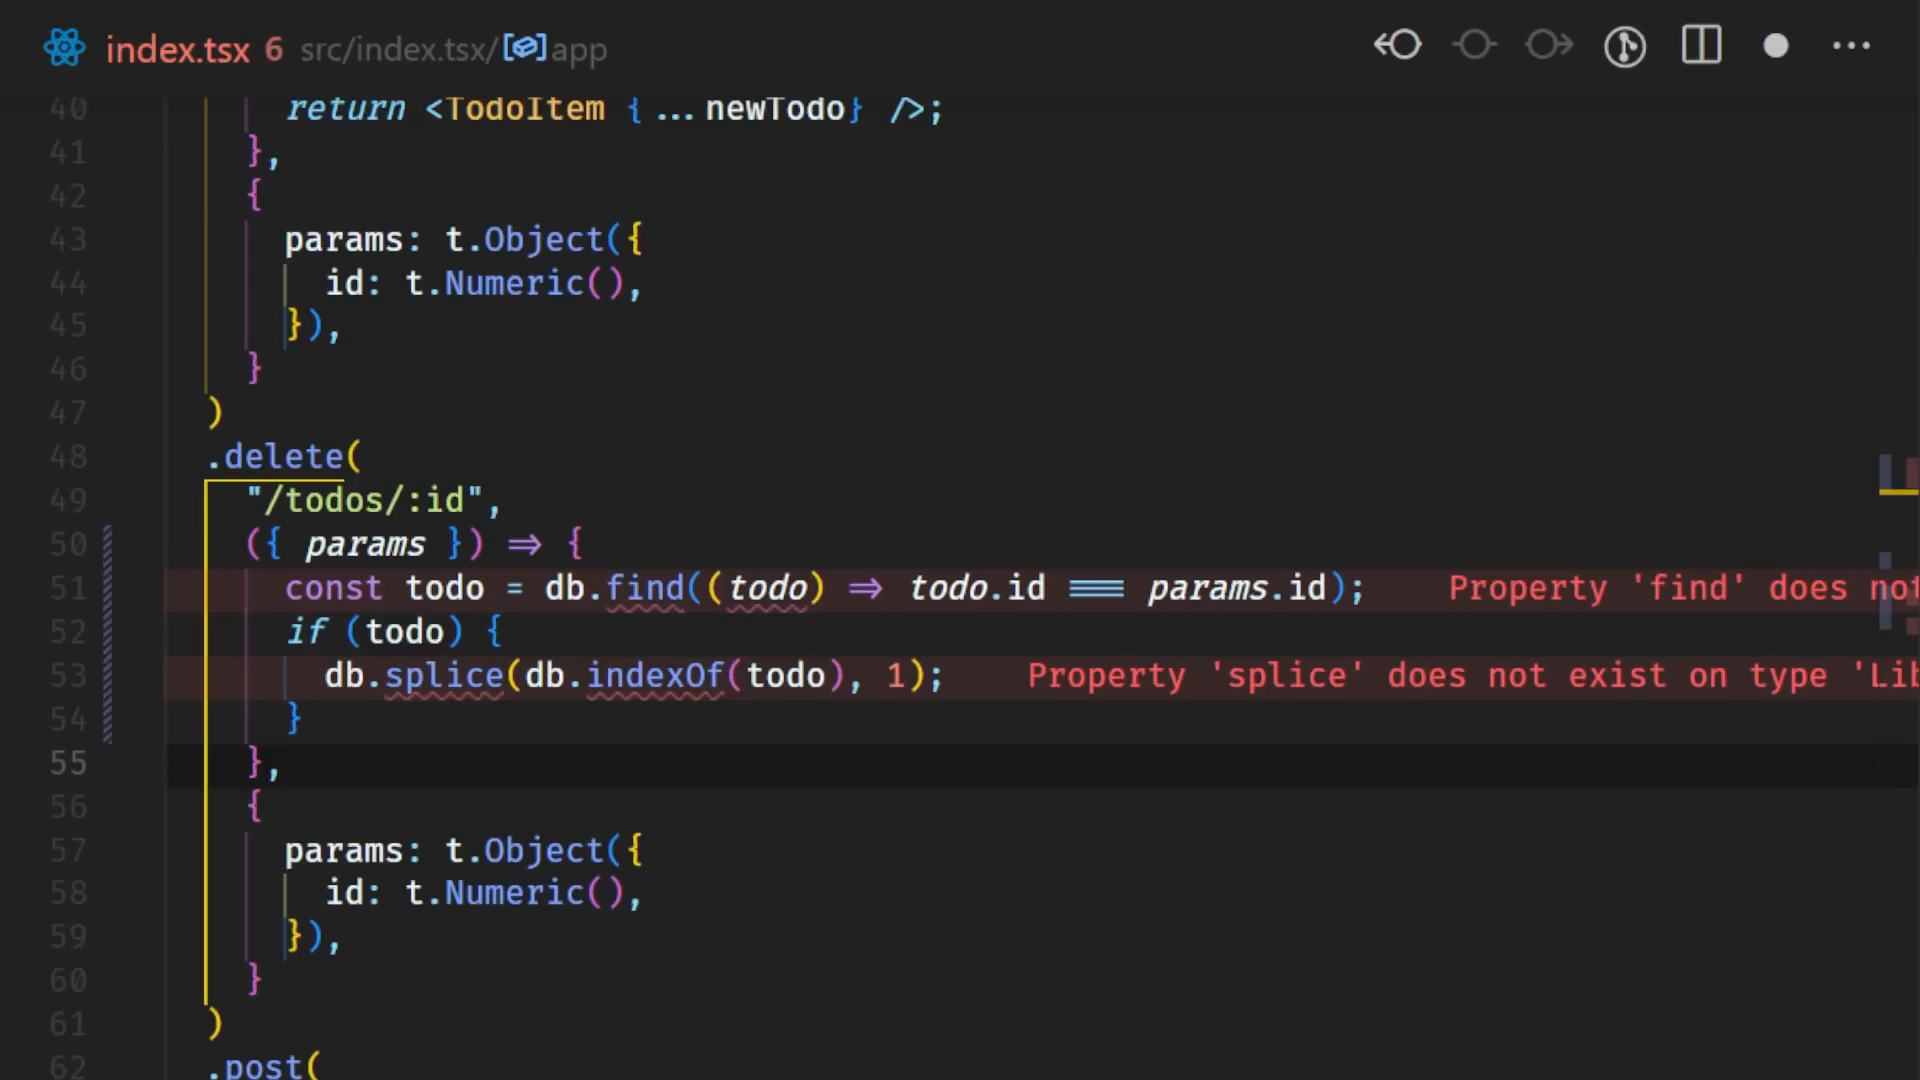 index.tsx 6 src/index.tsx/app
40 return <TodoItem {...newTodo} />;
41 },
42 {
43 params: t.Object({
44 id: t.Numeric(),
45 }),
46 }
47 )
48 .delete(
49 "/todos/:id",
50 ({ params }) => {
51 const todo = db.find((todo) => todo.id === params.id); Property 'find' does not
52 if (todo) {
53 db.splice(db.indexOf(todo), 1); Property 'splice' does not exist on type 'Lib
54 }
55 },
56 {
57 params: t.Object({
58 id: t.Numeric(),
59 }),
60 }
61 )
62 .post(